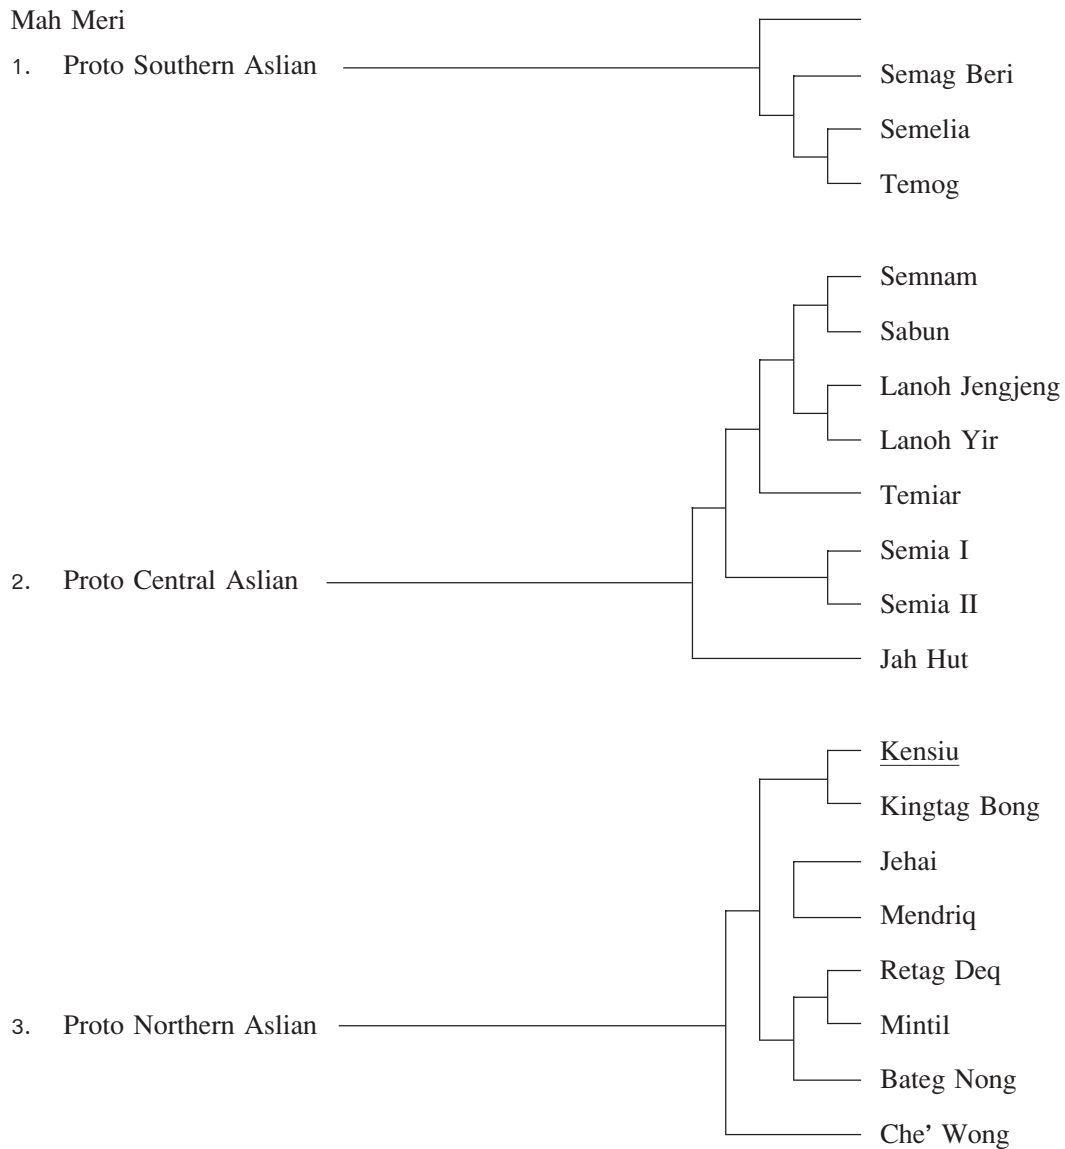 Mah Meri
1. Proto Southern Aslian
Semag Beri
Semelia
Temog
Semnam
Sabun
Lanoh Jengjeng
Lanoh Yir
Temiar
Semia I
2. Proto Central Aslian
Semia II
Jah Hut
Kensiu
Kingtag Bong
Jehai
Mendriq
Retag Deq
3. Proto Northern Aslian
Mintil
Bateg Nong
Che’ Wong